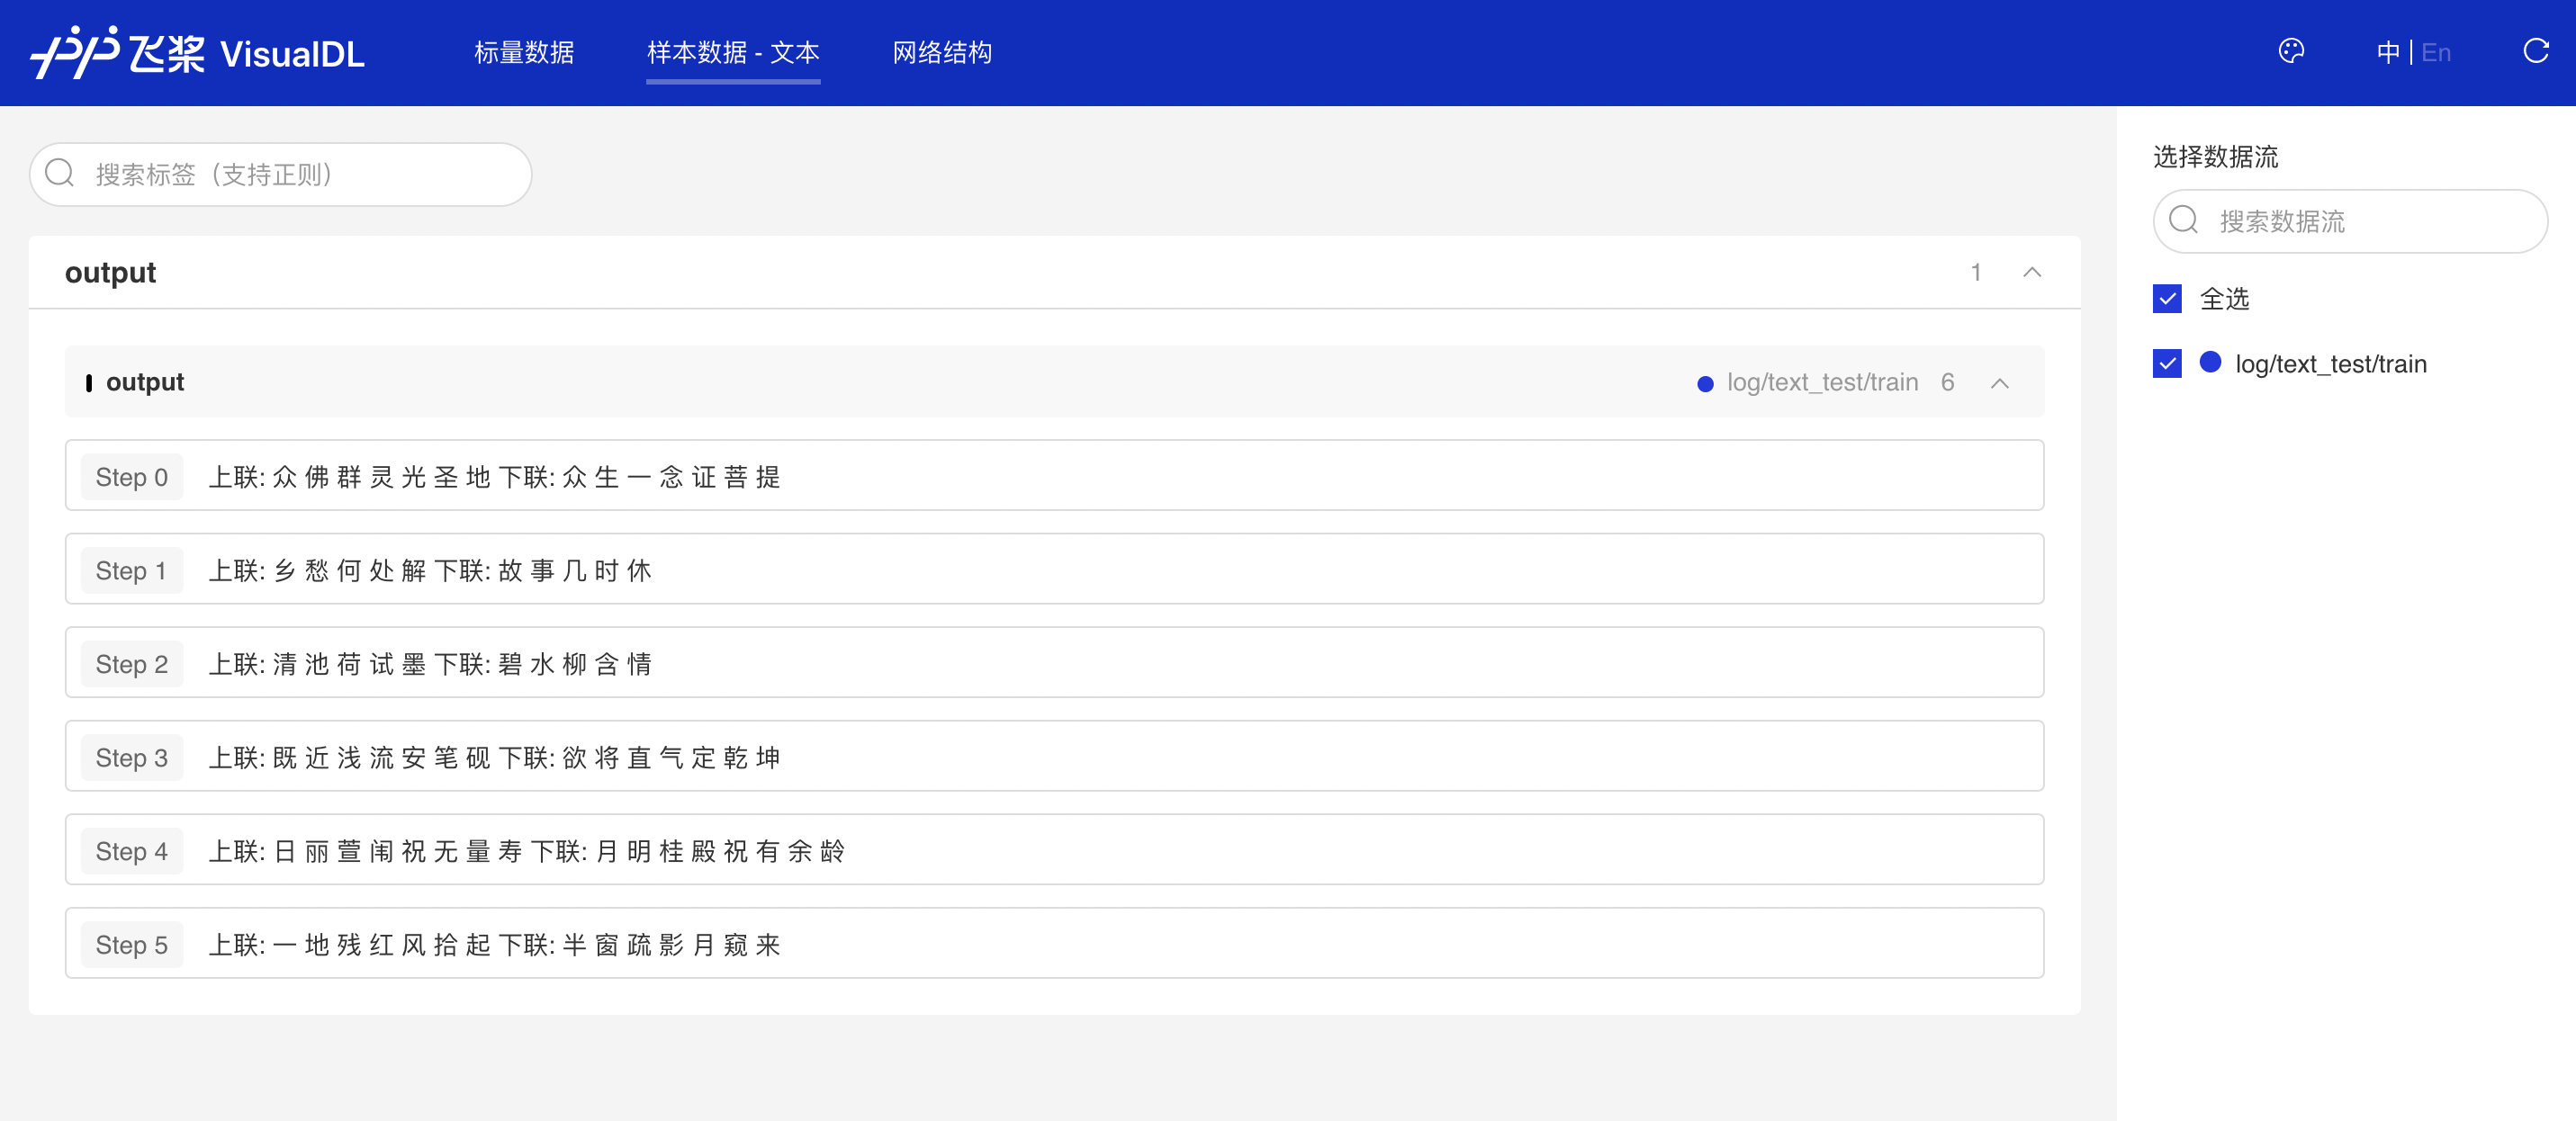 飞桨 VisualDL 标量数据 样本数据 - 文本 网络结构 中 | En
搜索标签（支持正则）
output 1
output log/text_test/train 6
Step 0 上联: 众 佛 群 灵 光 圣 地 下联: 众 生 一 念 证 菩 提
Step 1 上联: 乡 愁 何 处 解 下联: 故 事 几 时 休
Step 2 上联: 清 池 荷 试 墨 下联: 碧 水 柳 含 情
Step 3 上联: 既 近 浅 流 安 笔 砚 下联: 欲 将 直 气 定 乾 坤
Step 4 上联: 日 丽 萱 闺 祝 无 量 寿 下联: 月 明 桂 殿 祝 有 余 龄
Step 5 上联: 一 地 残 红 风 拾 起 下联: 半 窗 疏 影 月 窥 来
选择数据流
搜索数据流
全选
log/text_test/train